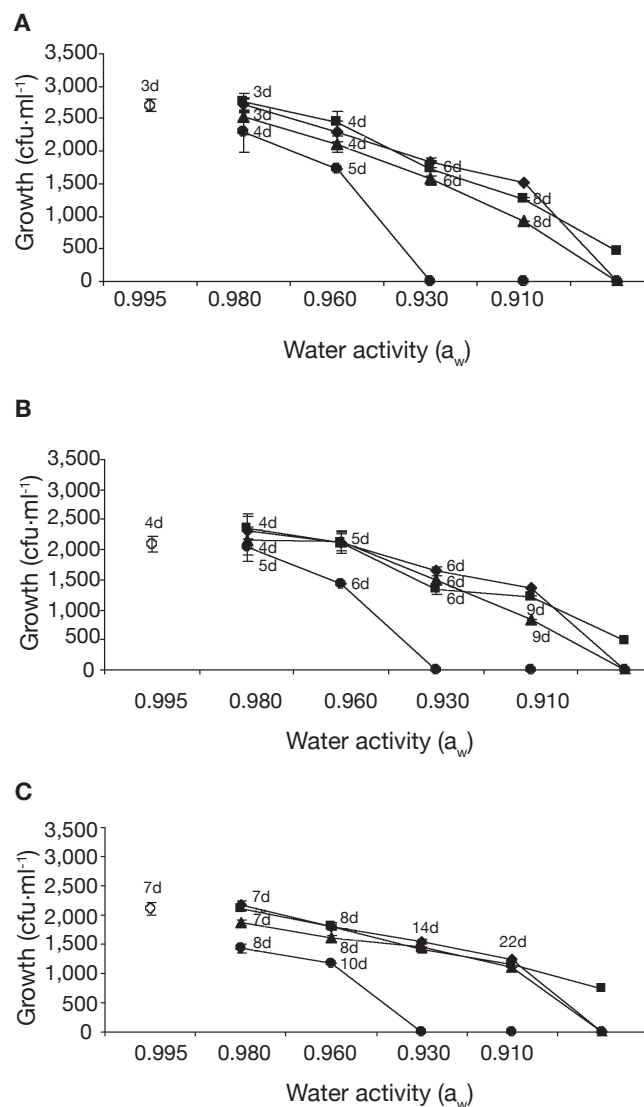 A
3,500
3,000
2,500
2,000
1,500
1,000
500
0
Growth (cfu·ml-1)
3d
3d
3d
4d
4d
4d
5d
6d
6d
8d
8d
0.995 0.980 0.960 0.930 0.910
Water activity (aw)
B
3,500
3,000
2,500
2,000
1,500
1,000
500
0
Growth (cfu·ml-1)
4d
4d
4d
5d
5d
6d
6d
6d
6d
9d
9d
0.995 0.980 0.960 0.930 0.910
Water activity (aw)
C
3,500
3,000
2,500
2,000
1,500
1,000
500
0
Growth (cfu·ml-1)
7d
7d
7d
8d
8d
8d
10d
14d
22d
0.995 0.980 0.960 0.930 0.910
Water activity (aw)